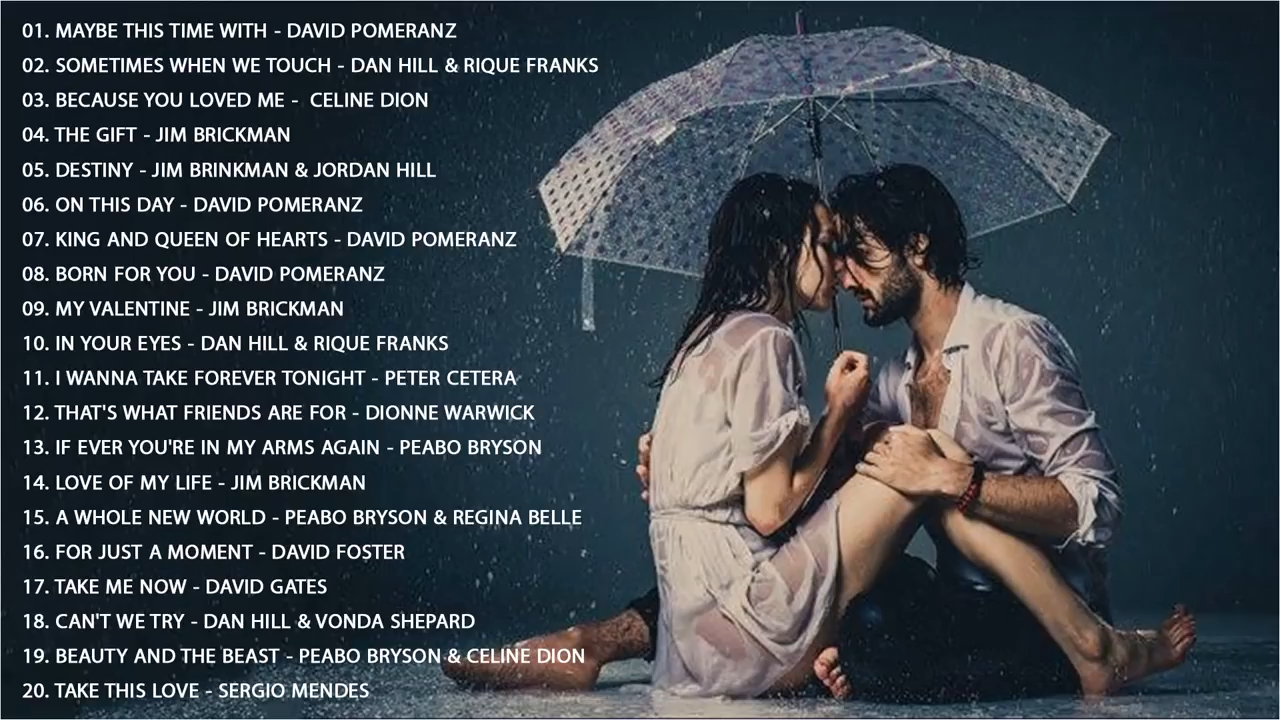 01. MAYBE THIS TIME WITH - DAVID POMERANZ
02. SOMETIMES WHEN WE TOUCH - DAN HILL & RIQUE FRANKS
03. BECAUSE YOU LOVED ME -  CELINE DION
04. THE GIFT - JIM BRICKMAN
05. DESTINY - JIM BRINKMAN & JORDAN HILL
06. ON THIS DAY - DAVID POMERANZ
07. KING AND QUEEN OF HEARTS - DAVID POMERANZ
08. BORN FOR YOU - DAVID POMERANZ
09. MY VALENTINE - JIM BRICKMAN
10. IN YOUR EYES - DAN HILL & RIQUE FRANKS
11. I WANNA TAKE FOREVER TONIGHT - PETER CETERA
12. THAT'S WHAT FRIENDS ARE FOR - DIONNE WARWICK
13. IF EVER YOU'RE IN MY ARMS AGAIN - PEABO BRYSON
14. LOVE OF MY LIFE - JIM BRICKMAN
15. A WHOLE NEW WORLD - PEABO BRYSON & REGINA BELLE
16. FOR JUST A MOMENT - DAVID FOSTER
17. TAKE ME NOW - DAVID GATES
18. CAN'T WE TRY - DAN HILL & VONDA SHEPARD
19. BEAUTY AND THE BEAST - PEABO BRYSON & CELINE DION
20. TAKE THIS LOVE - SERGIO MENDES